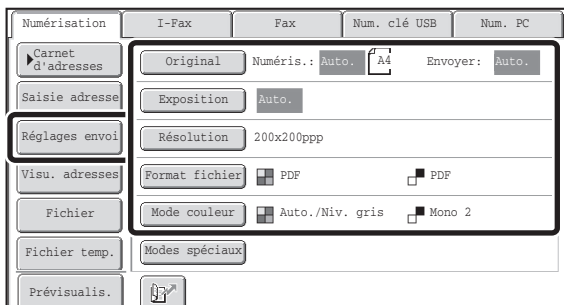 Numérisation I-Fax Fax Num. clé USB Num. PC
Carnet d'adresses
Original Numéris.: Auto. A4 Envoyer: Auto.
Saisie adresse
Exposition Auto.
Réglages envoi
Résolution 200x200ppp
Visu. adresses
Format fichier PDF PDF
Fichier
Mode couleur Auto./Niv. gris Mono 2
Fichier temp.
Modes spéciaux
Prévisualis.